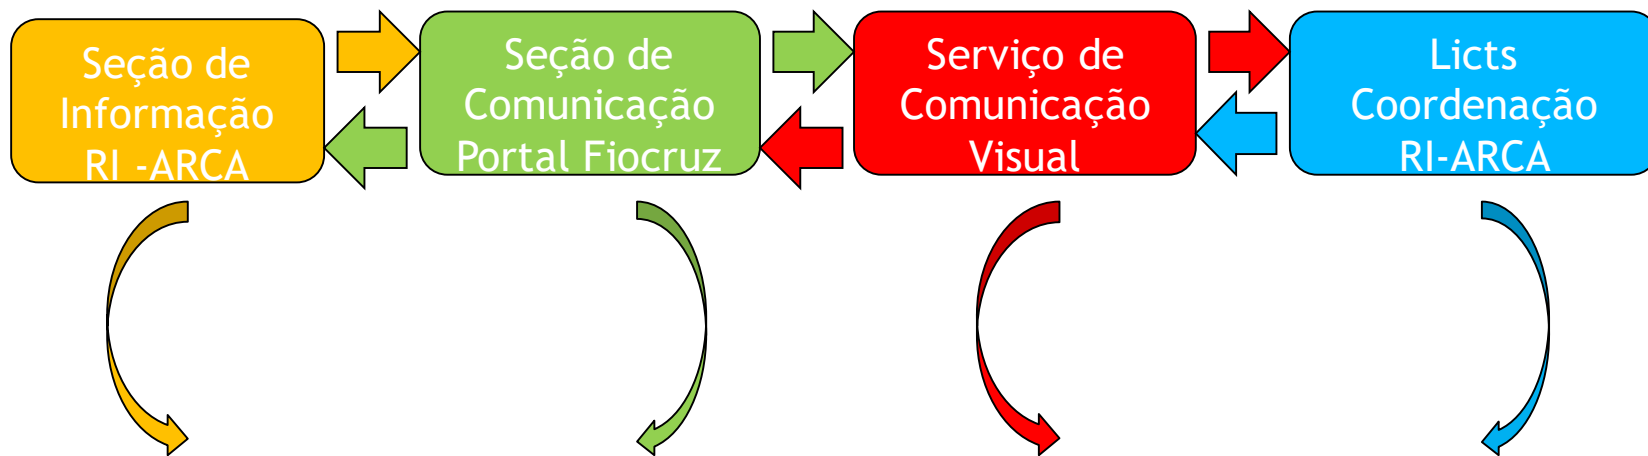 Seção de
Informação
RI -ARCA
Seção de
Comunicação
Portal Fiocruz
Serviço de
Comunicação
Visual
Licts
Coordenação
RI-ARCA